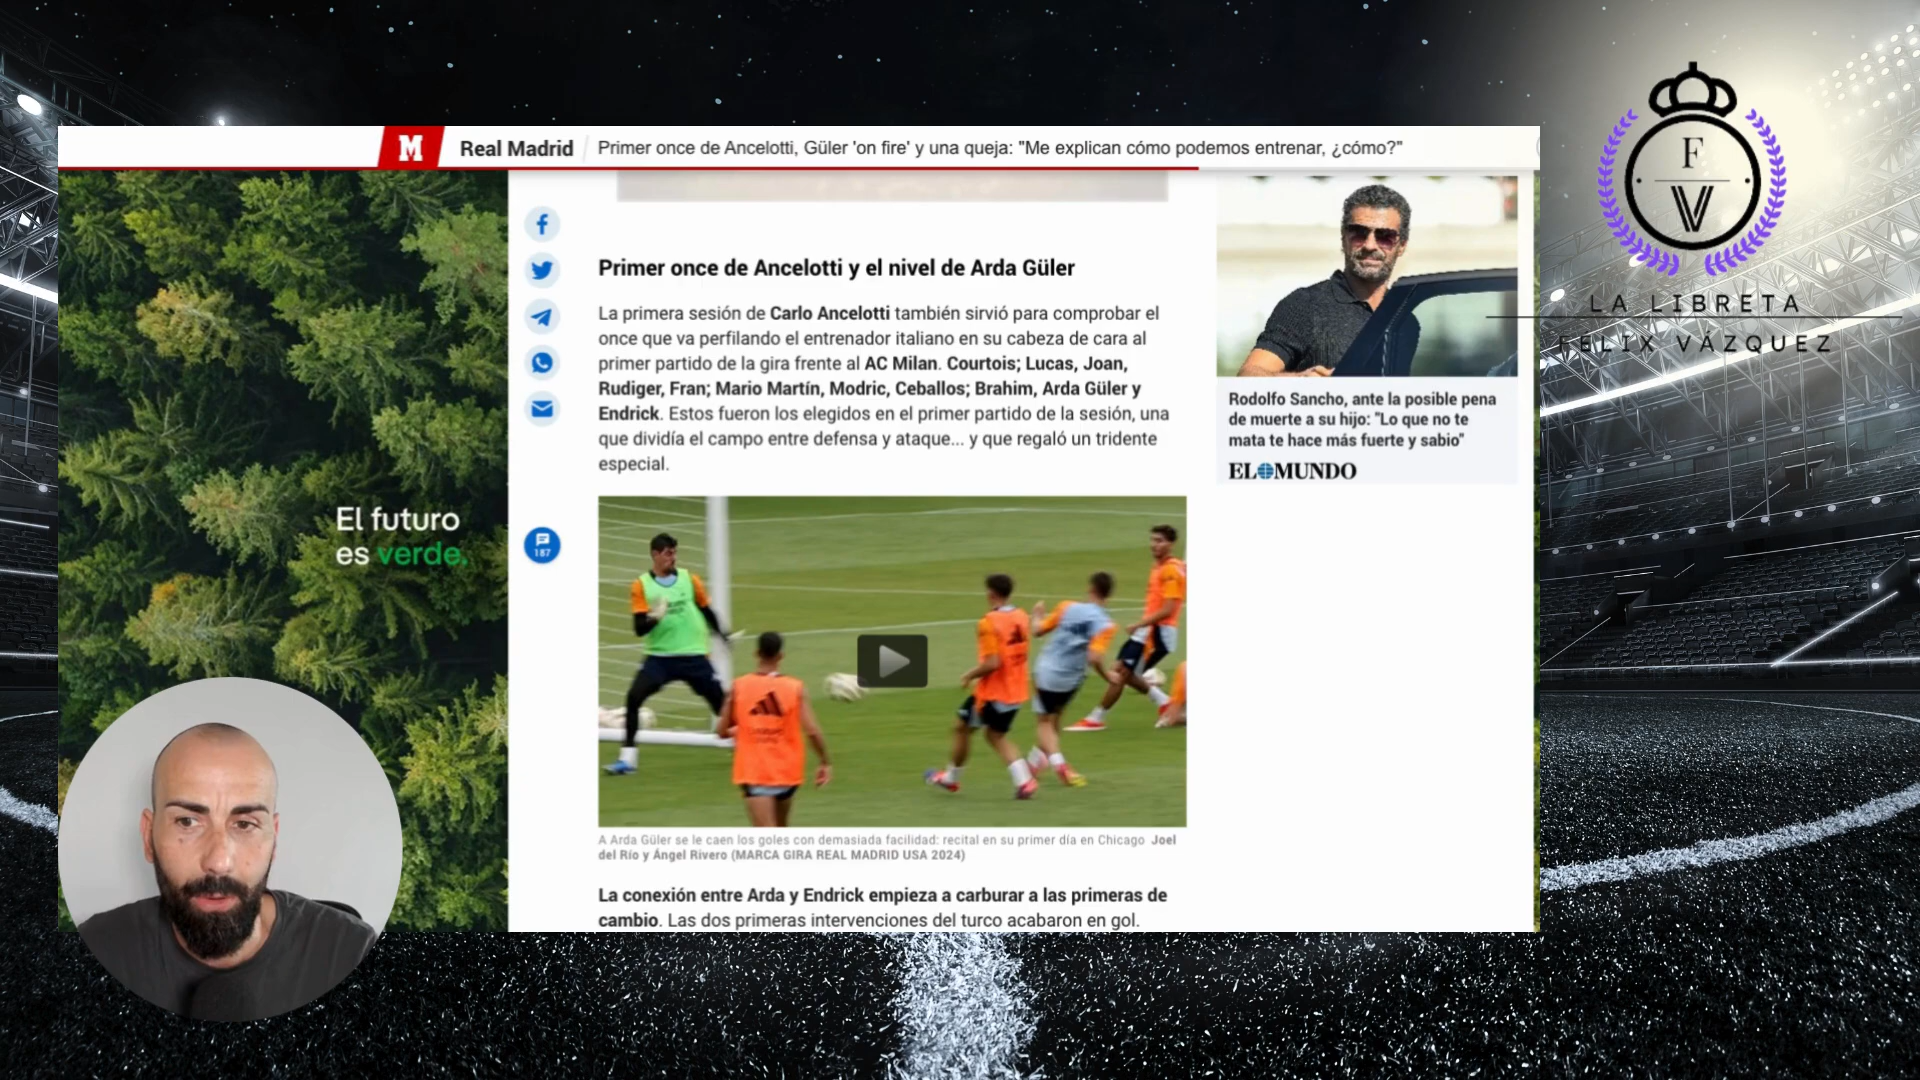 M
Real Madrid
Primer once de Ancelotti, Güler 'on fire' y una queja: "Me explican cómo podemos entrenar, ¿cómo?"
F
V
LA LIBRETA
FÉLIX VÁZQUEZ
Primer once de Ancelotti y el nivel de Arda Güler
La primera sesión de Carlo Ancelotti también sirvió para comprobar el
once que va perfilando el entrenador italiano en su cabeza de cara al
primer partido de la gira frente al AC Milan. Courtois; Lucas, Joan,
Rudiger, Fran; Mario Martín, Modric, Ceballos; Brahim, Arda Güler y
Endrick. Estos fueron los elegidos en el primer partido de la sesión, una
que dividía el campo entre defensa y ataque... y que regaló un tridente
especial.
Rodolfo Sancho, ante la posible pena
de muerte a su hijo: "Lo que no te
mata te hace más fuerte y sabio"
EL MUNDO
El futuro
es verde.
187
A Arda Güler se le caen los goles con demasiada facilidad: recital en su primer día en Chicago Joel
del Río y Ángel Rivero (MARCA GIRA REAL MADRID USA 2024)
La conexión entre Arda y Endrick empieza a carburar a las primeras de
cambio. Las dos primeras intervenciones del turco acabaron en gol.